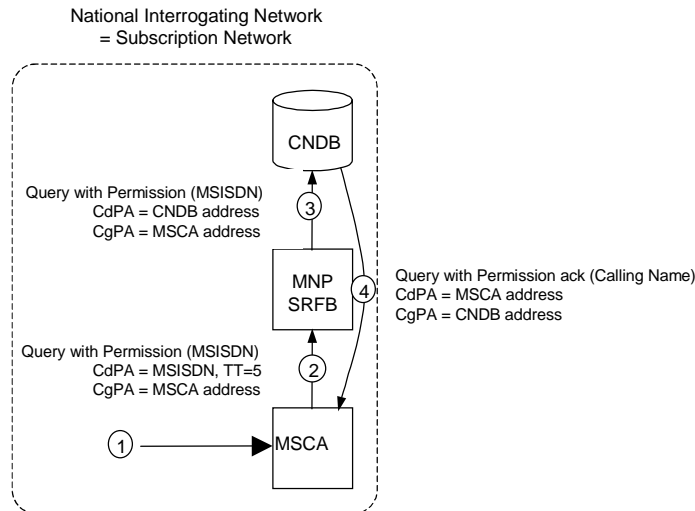 National Interrogating Network
= Subscription Network
CNDB
Query with Permission (MSISDN)
CdPA = CNDB address
CgPA = MSCA address
3
MNP
SRFB
4
Query with Permission ack (Calling Name)
CdPA = MSCA address
CgPA = CNDB address
Query with Permission (MSISDN)
CdPA = MSISDN, TT=5
CgPA = MSCA address
2
1
MSCA